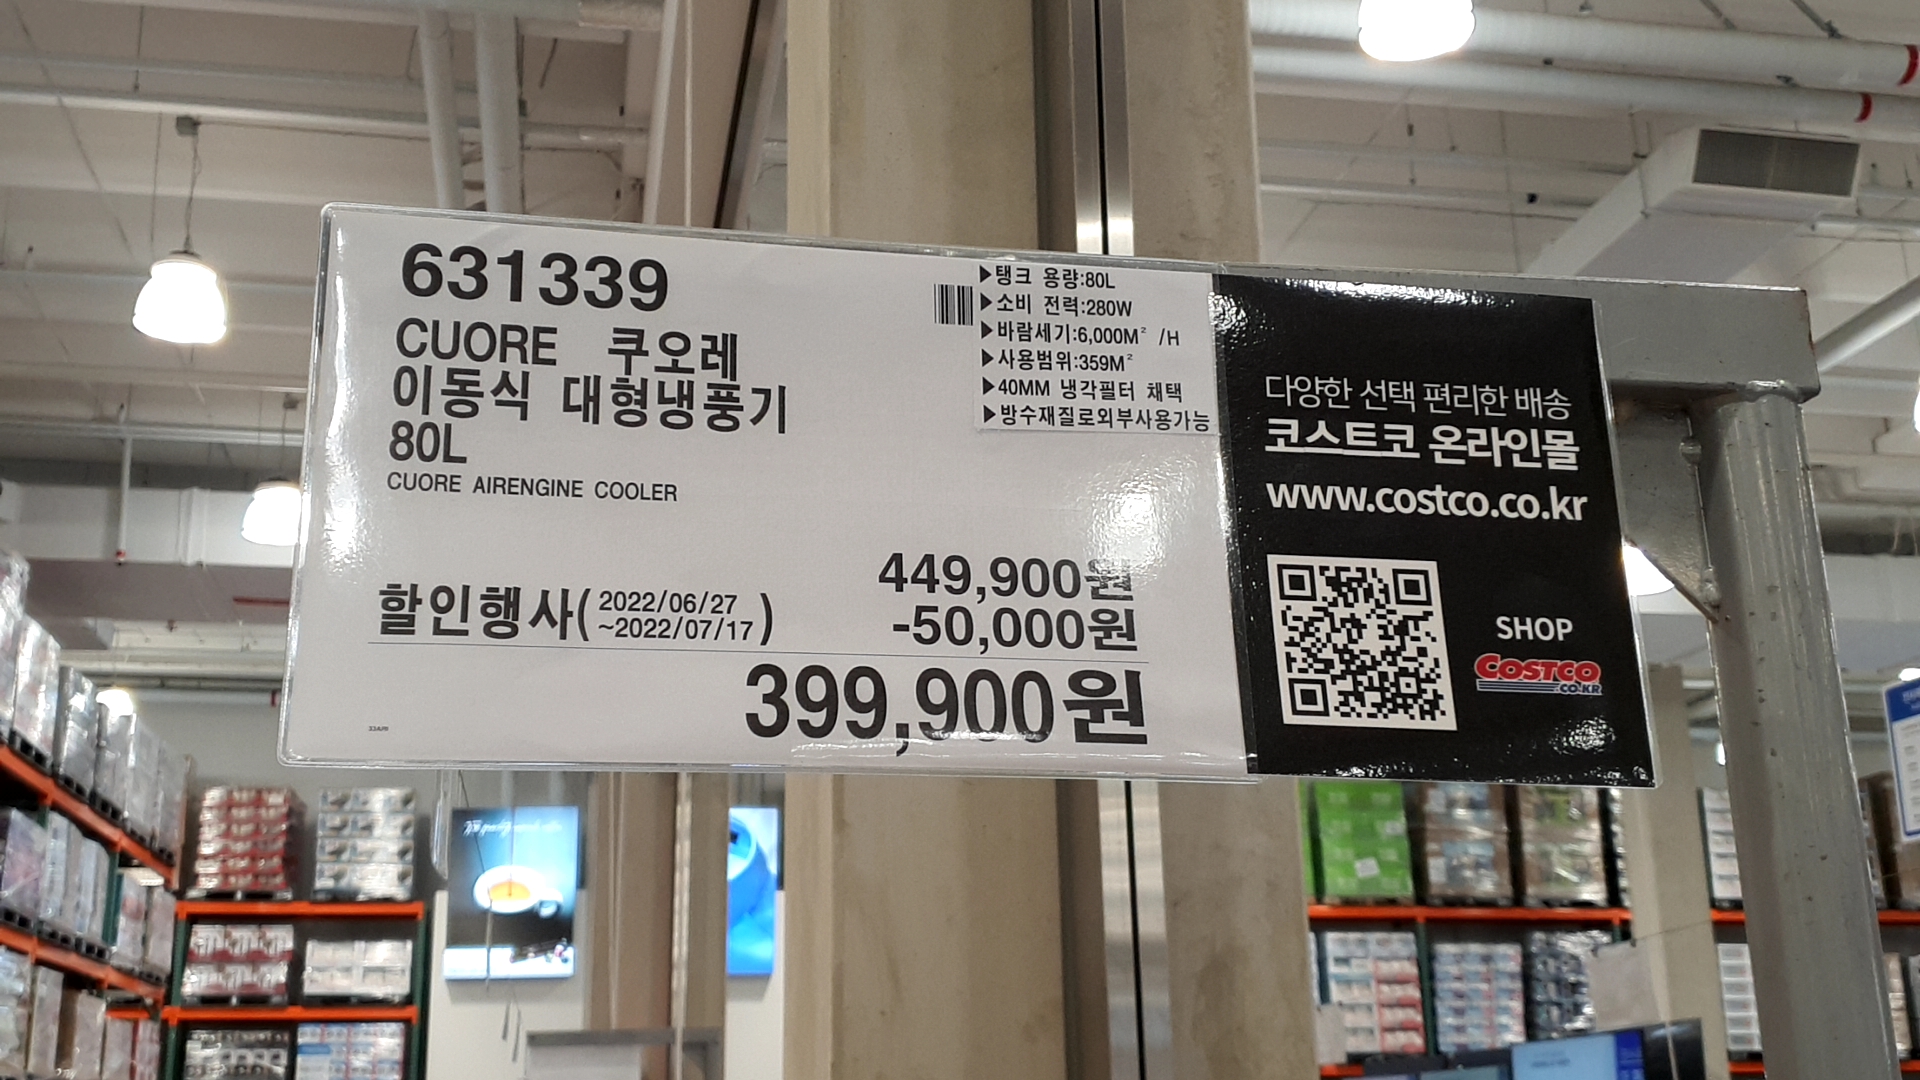 631339
CUORE 쿠오레
이동식 대형냉풍기
80L
CUORE AIRENGINE COOLER
▶탱크 용량:80L
▶소비 전력:280W
▶바람세기:6,000M² /H
▶사용범위:359M²
▶40MM 냉각필터 채택
▶방수재질로외부사용가능
449,900원
할인행사(2022/06/27
~2022/07/17)
-50,000원
399,900원
다양한 선택 편리한 배송
코스트코 온라인몰
www.costco.co.kr
SHOP
COSTCO
.CO.KR